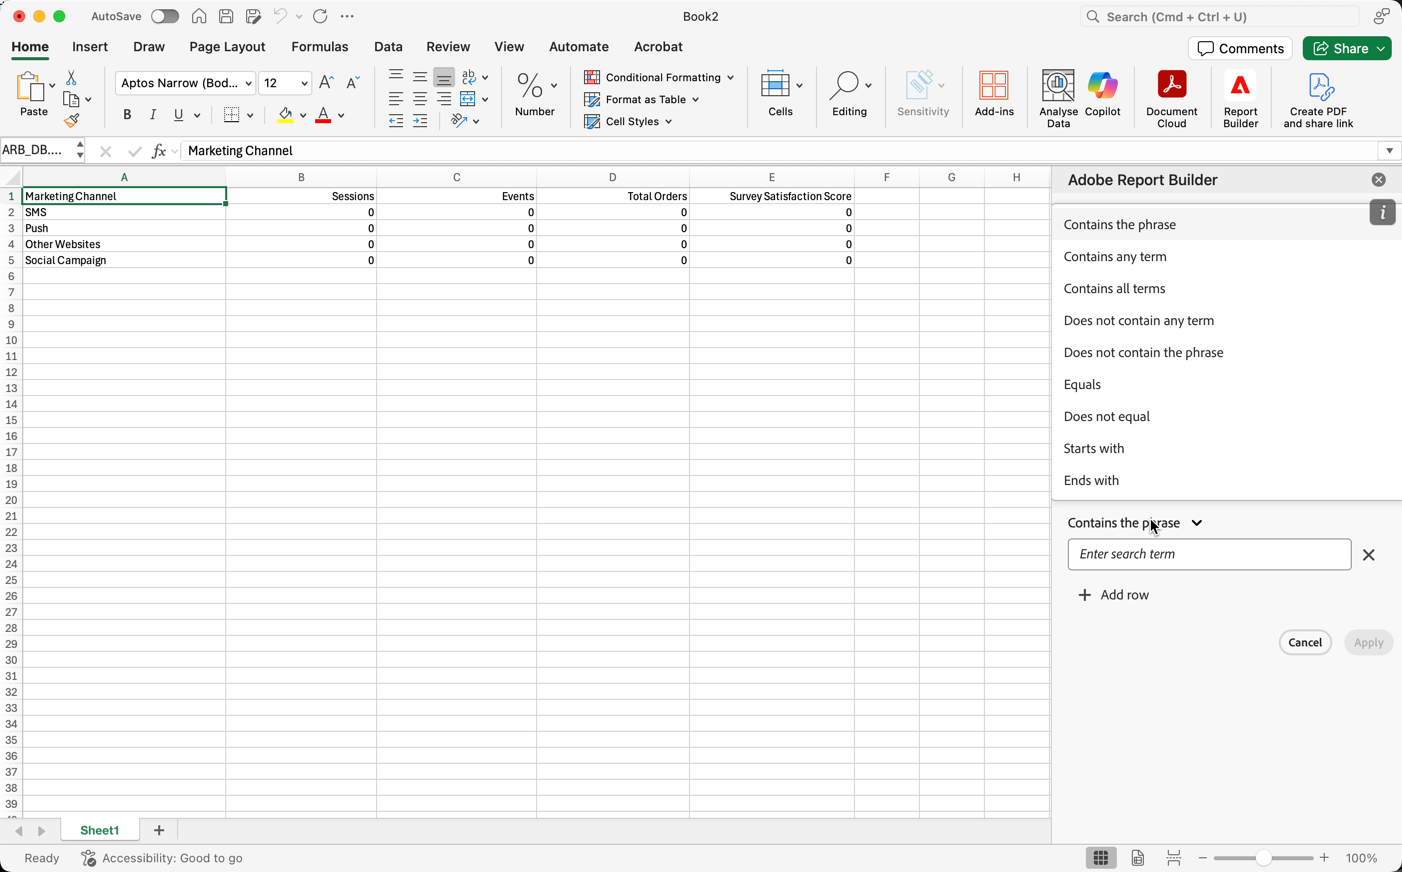 AutoSave
Book2
Search (Cmd + Ctrl + U)
Home
Insert
Draw
Page Layout
Formulas
Data
Review
View
Automate
Acrobat
Comments
Share
Paste
Aptos Narrow (Bod...
12
B
I
U
Number
Conditional Formatting
Format as Table
Cell Styles
Cells
Editing
Sensitivity
Add-ins
Analyse
Data
Copilot
Document
Cloud
Report
Builder
Create PDF
and share link
ARB_DB....
fx
Marketing Channel
A B C D E F G H
1 Marketing Channel Sessions Events Total Orders Survey Satisfaction Score
2 SMS 0 0 0 0
3 Push 0 0 0 0
4 Other Websites 0 0 0 0
5 Social Campaign 0 0 0 0
6
7
8
9
10
11
12
13
14
15
16
17
18
19
20
21
22
23
24
25
26
27
28
29
30
31
32
33
34
35
36
37
38
39
Adobe Report Builder
i
Contains the phrase
Contains any term
Contains all terms
Does not contain any term
Does not contain the phrase
Equals
Does not equal
Starts with
Ends with
Contains the phrase
Enter search term
Add row
Cancel
Apply
Sheet1
Ready
Accessibility: Good to go
100%